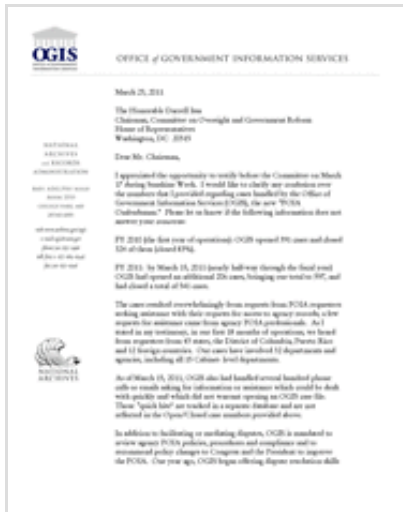 OGIS
OFFICE of GOVERNMENT INFORMATION SERVICES
March 25, 2011
The Honorable Darrell Issa
Chairman, Committee on Oversight and Government Reform
House of Representatives
Washington, DC 20515
NATIONAL
ARCHIVES
and RECORDS
ADMINISTRATION
Dear Mr. Chairman,
I appreciated the opportunity to testify before the Committee on March
17 during Sunshine Week. I would like to clarify any confusion over
the numbers that I provided regarding cases handled by the Office of
Government Information Services (OGIS), the new "FOIA
Ombudsman." Please let us know if the following information does not
answer your concerns:
FY 2010 (the first year of operations): OGIS opened 391 cases and closed
324 of them (closed 83%).
FY 2011: by March 15, 2011 (nearly half-way through the fiscal year)
OGIS had opened an additional 206 cases, bringing our total to 597, and
had closed a total of 541 cases.
The cases resulted overwhelmingly from requests from FOIA requesters
seeking assistance with their requests for access to agency records; a few
requests for assistance came from agency FOIA professionals. As I
stated in my testimony, in our first 18 months of operations, we heard
from requesters from 43 states, the District of Columbia, Puerto Rico
and 12 foreign countries. Our cases have involved 32 departments and
agencies, including all 15 Cabinet-level departments.
NATIONAL
ARCHIVES
As of March 15, 2011, OGIS also had handled several hundred phone
calls or emails asking for information or assistance which could be dealt
with quickly and which did not warrant opening an OGIS case file.
These "quick hits" are tracked in a separate database and are not
reflected in the Open/Closed case numbers provided above.
In addition to facilitating or mediating disputes, OGIS is mandated to
review agency FOIA policies, procedures and compliance and to
recommend policy changes to Congress and the President to improve
the FOIA. One year ago, OGIS began offering dispute resolution skills